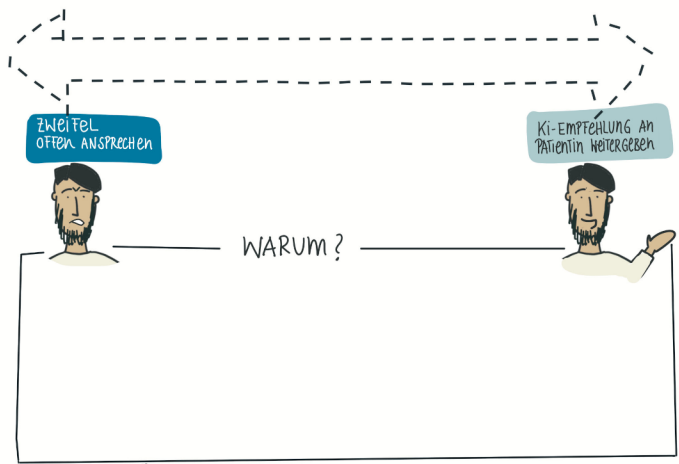 ZWEIFEL
OFFEN ANSPRECHEN
KI-EMPFEHLUNG AN
PATIENTIN WEITERGEBEN
WARUM?